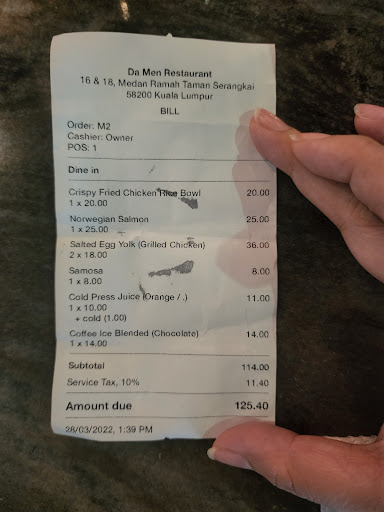 Da Men Restaurant
16 & 18, Medan Ramah Taman Serangkai
58200 Kuala Lumpur
BILL
Order: M2
Cashier: Owner
POS: 1
Dine in
Crispy Fried Chicken Rice Bowl 20.00
1 x 20.00
Norwegian Salmon 25.00
1 x 25.00
Salted Egg Yolk (Grilled Chicken) 36.00
2 x 18.00
Samosa 8.00
1 x 8.00
Cold Press Juice (Orange / .) 11.00
1 x 10.00
+ cold (1.00)
Coffee Ice Blended (Chocolate) 14.00
1 x 14.00
Subtotal 114.00
Service Tax, 10% 11.40
Amount due 125.40
28/03/2022, 1:39 PM